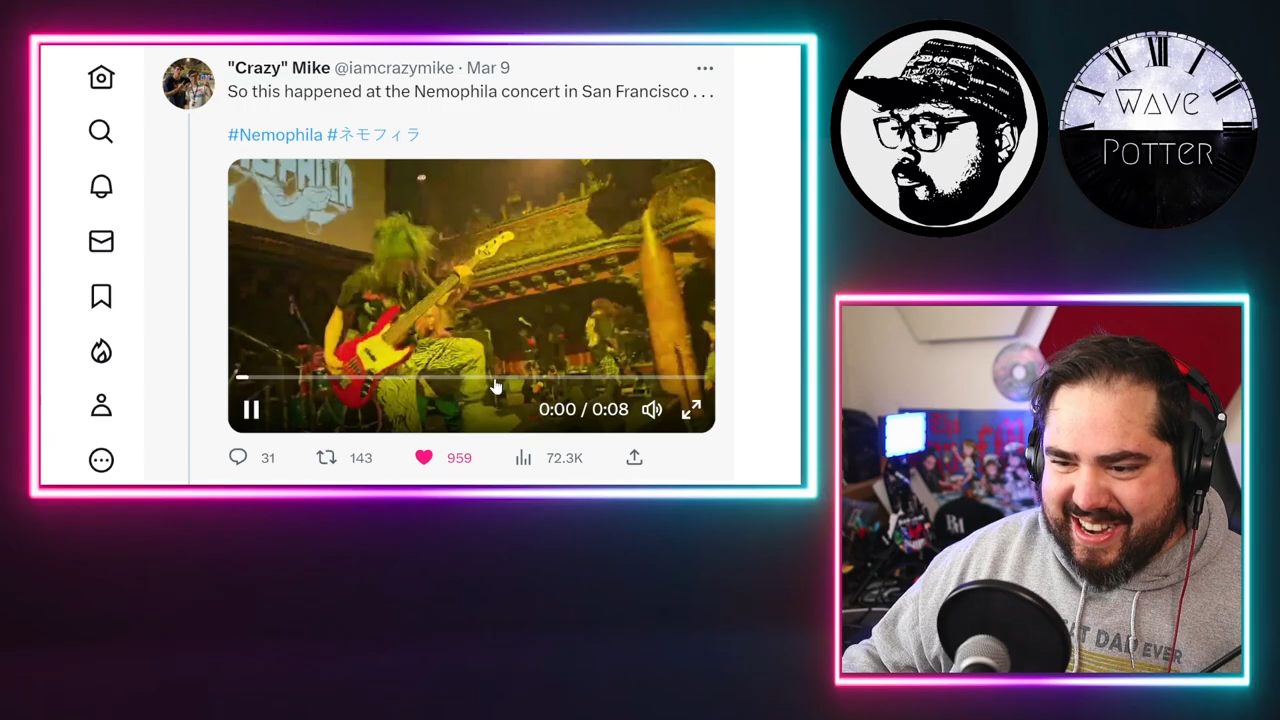 "Crazy" Mike @iamcrazymike · Mar 9
So this happened at the Nemophila concert in San Francisco . . .
#Nemophila #ネモフィラ
0:00 / 0:08
31
143
959
72.3K
WAVE
POTTER
DAD EVER